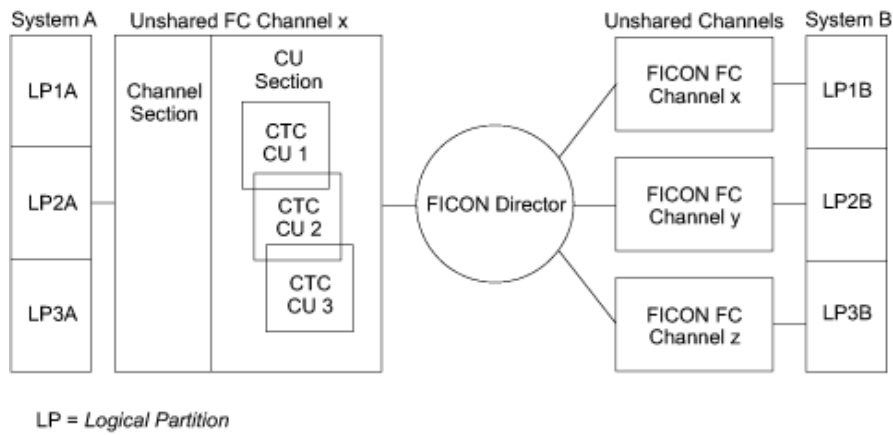 System A
Unshared FC Channel x
Unshared Channels
System B
LP1A
LP2A
LP3A
Channel
Section
CU
Section
CTC
CU 1
CTC
CU 2
CTC
CU 3
FICON Director
FICON FC
Channel x
FICON FC
Channel y
FICON FC
Channel z
LP1B
LP2B
LP3B
LP = Logical Partition